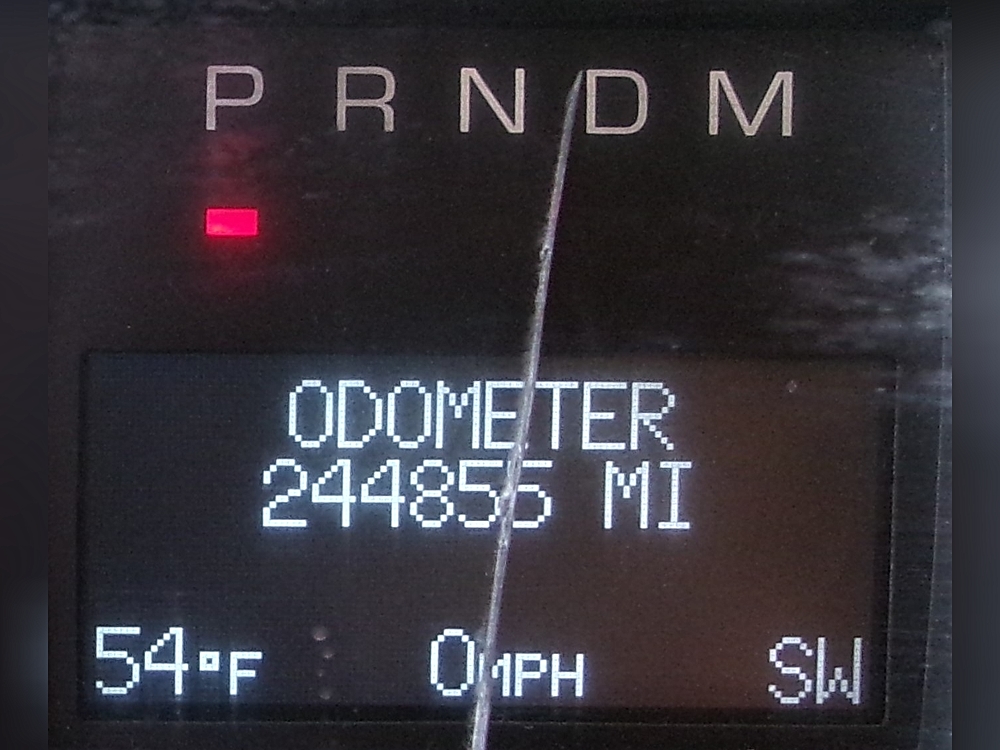 P R N D M
ODOMETER
244855 MI
54°F 0MPH SW